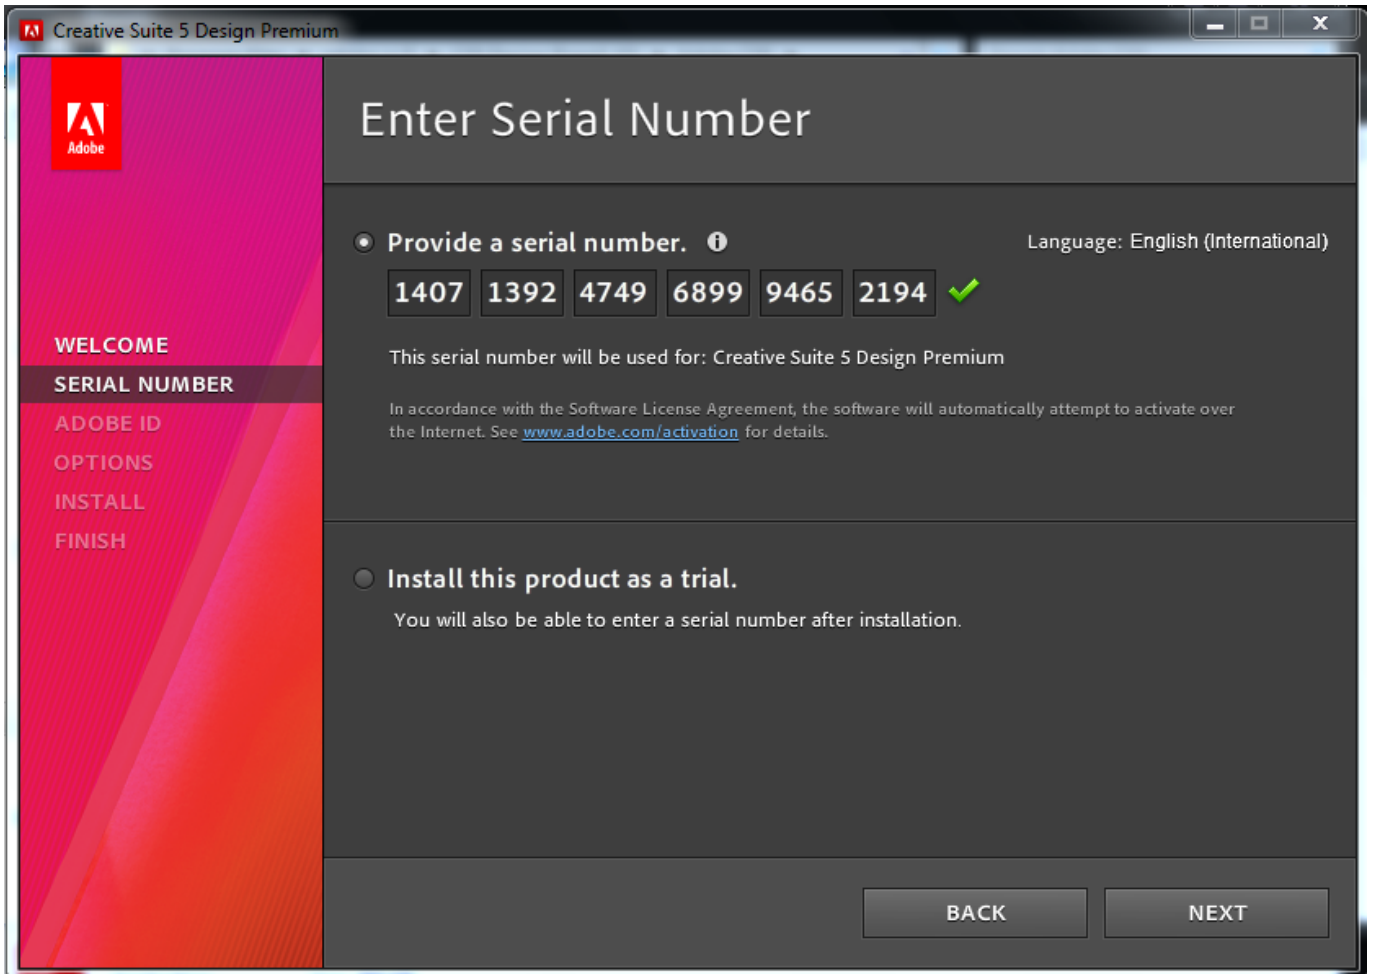 Creative Suite 5 Design Premium
Adobe
Enter Serial Number
Provide a serial number.
Language: English (International)
1407 1392 4749 6899 9465 2194
This serial number will be used for: Creative Suite 5 Design Premium
In accordance with the Software License Agreement, the software will automatically attempt to activate over
the Internet. See www.adobe.com/activation for details.
WELCOME
SERIAL NUMBER
ADOBE ID
OPTIONS
INSTALL
FINISH
Install this product as a trial.
You will also be able to enter a serial number after installation.
BACK
NEXT